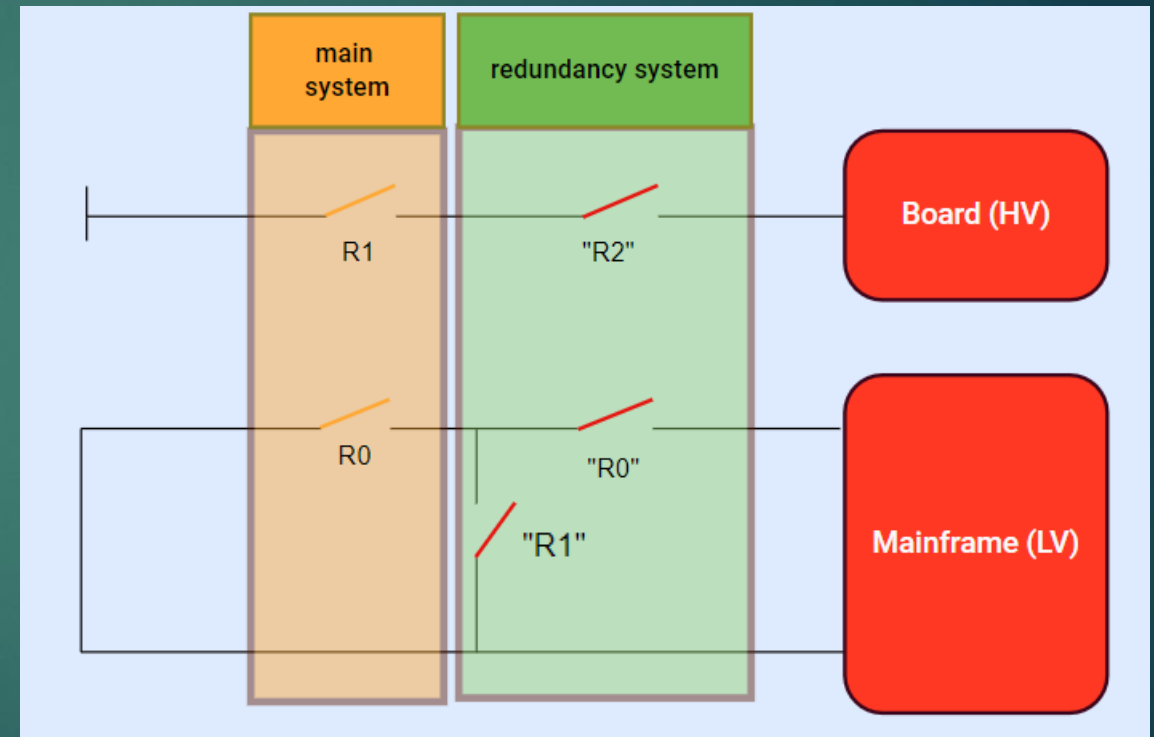 main
system
redundancy system
R1
"R2"
Board (HV)
R0
"R0"
"R1"
Mainframe (LV)